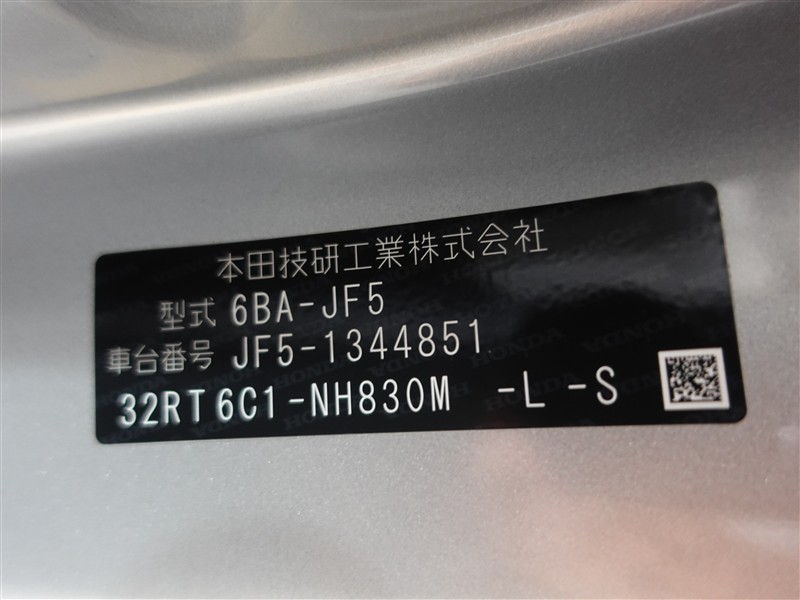 本田技研工業株式会社
型式 6BA-JF5
車台番号 JF5-1344851
32RT6C1-NH830M -L -S